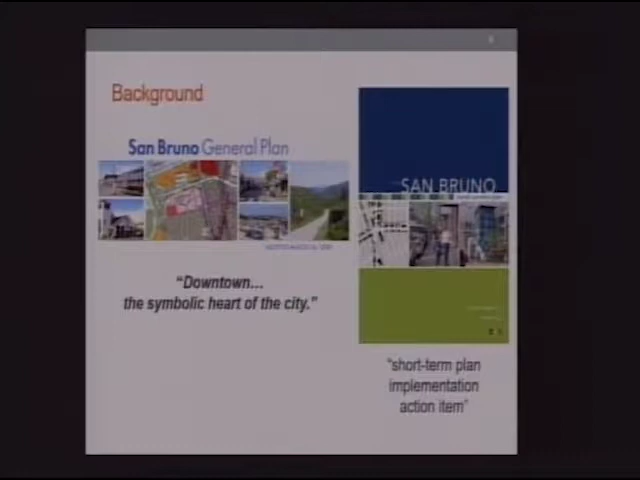 Background
San Bruno General Plan
SAN BRUNO
“Downtown…
the symbolic heart of the city.”
“short-term plan
implementation
action item”